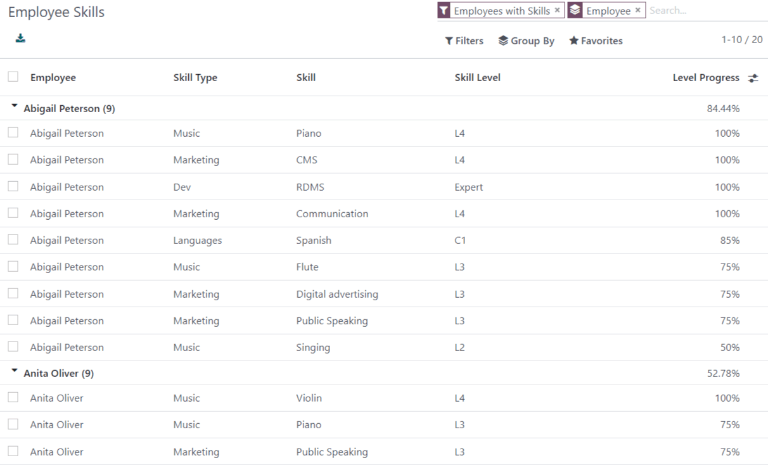 Employee Skills Employees with Skills × Employee × Search...
Filters Group By Favorites 1-10 / 20
Employee Skill Type Skill Skill Level Level Progress
Abigail Peterson (9) 84.44%
Abigail Peterson Music Piano L4 100%
Abigail Peterson Marketing CMS L4 100%
Abigail Peterson Dev RDMS Expert 100%
Abigail Peterson Marketing Communication L4 100%
Abigail Peterson Languages Spanish C1 85%
Abigail Peterson Music Flute L3 75%
Abigail Peterson Marketing Digital advertising L3 75%
Abigail Peterson Marketing Public Speaking L3 75%
Abigail Peterson Music Singing L2 50%
Anita Oliver (9) 52.78%
Anita Oliver Music Violin L4 100%
Anita Oliver Music Piano L3 75%
Anita Oliver Marketing Public Speaking L3 75%